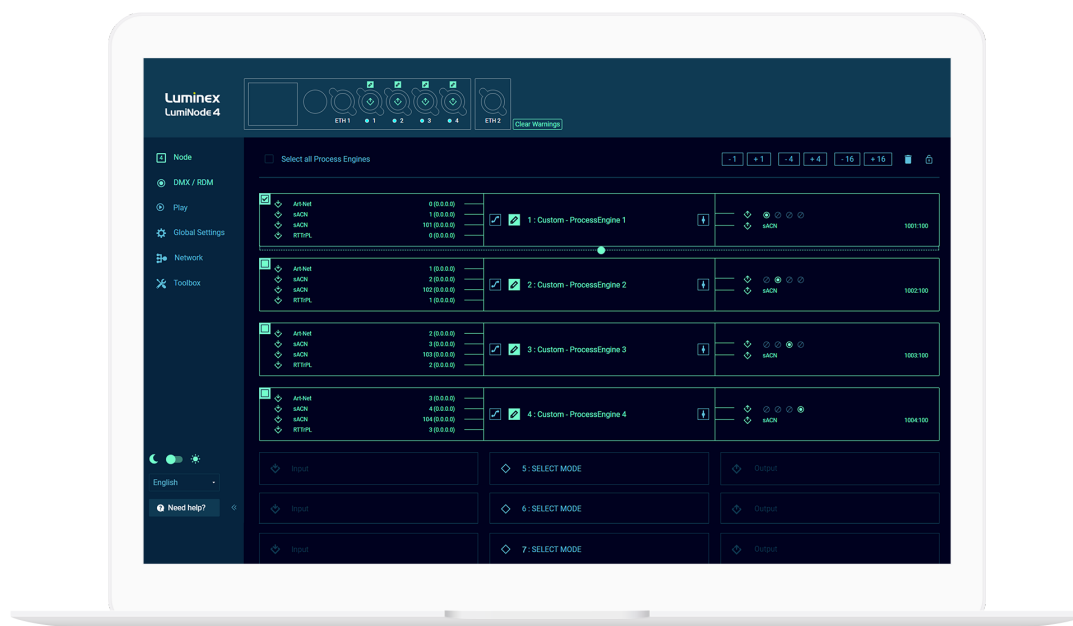 Luminex
LumiNode 4
ETH 1 1 2 3 4 ETH 2 Clear Warnings
4 Node
DMX / RDM
Play
Global Settings
Network
Toolbox
English
? Need help?
Select all Process Engines - 1 + 1 - 4 + 4 - 16 + 16
Art-Net 0 (0.0.0.0)
sACN 1 (0.0.0.0)
sACN 101 (0.0.0.0)
RTTrPL 0 (0.0.0.0)
1 : Custom - ProcessEngine 1
sACN 1001:100
Art-Net 1 (0.0.0.0)
sACN 2 (0.0.0.0)
sACN 102 (0.0.0.0)
RTTrPL 1 (0.0.0.0)
2 : Custom - ProcessEngine 2
sACN 1002:100
Art-Net 2 (0.0.0.0)
sACN 3 (0.0.0.0)
sACN 103 (0.0.0.0)
RTTrPL 2 (0.0.0.0)
3 : Custom - ProcessEngine 3
sACN 1003:100
Art-Net 3 (0.0.0.0)
sACN 4 (0.0.0.0)
sACN 104 (0.0.0.0)
RTTrPL 3 (0.0.0.0)
4 : Custom - ProcessEngine 4
sACN 1004:100
Input 5 : SELECT MODE Output
Input 6 : SELECT MODE Output
Input 7 : SELECT MODE Output